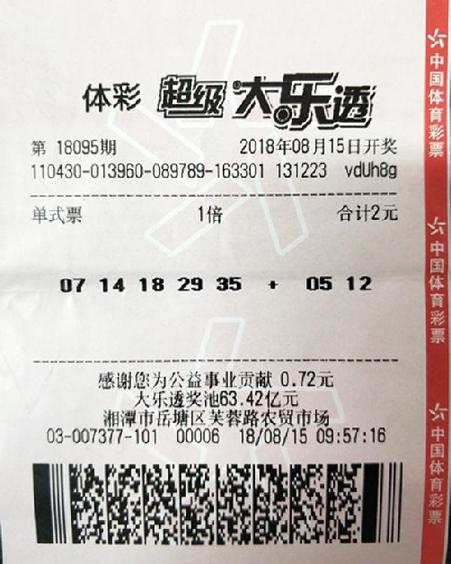 体彩 超级大乐透
第 18095期 2018年08月15日开奖
110430-013960-089789-163301 131223 vdUh8g
单式票 1倍 合计2元
07 14 18 29 35 + 05 12
感谢您为公益事业贡献 0.72元
大乐透奖池63.42亿元
湘潭市岳塘区芙蓉路农贸市场
03-007377-101 00006 18/08/15 09:57:16
中国体育彩票
中国体育彩票
中国体育彩票